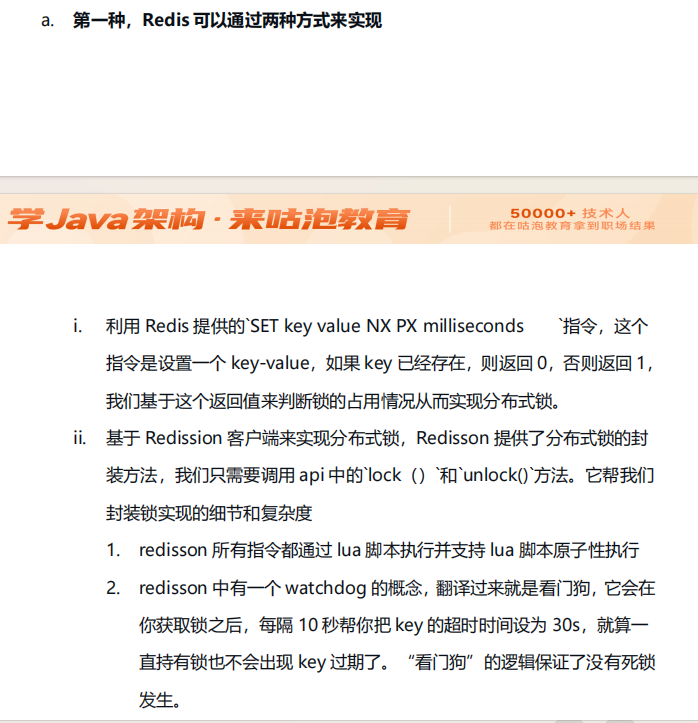 a. 第一种，Redis 可以通过两种方式来实现
学Java架构·来咕泡教育
50000+ 技术人
都在咕泡教育拿到职场结果
i. 利用 Redis 提供的`SET key value NX PX milliseconds `指令，这个
指令是设置一个 key-value，如果 key 已经存在，则返回 0，否则返回 1，
我们基于这个返回值来判断锁的占用情况从而实现分布式锁。
ii. 基于 Redission 客户端来实现分布式锁，Redisson 提供了分布式锁的封
装方法，我们只需要调用 api 中的`lock（）`和`unlock()`方法。它帮我们
封装锁实现的细节和复杂度
1. redisson 所有指令都通过 lua 脚本执行并支持 lua 脚本原子性执行
2. redisson 中有一个 watchdog 的概念，翻译过来就是看门狗，它会在
你获取锁之后，每隔 10 秒帮你把 key 的超时时间设为 30s，就算一
直持有锁也不会出现 key 过期了。“看门狗”的逻辑保证了没有死锁
发生。